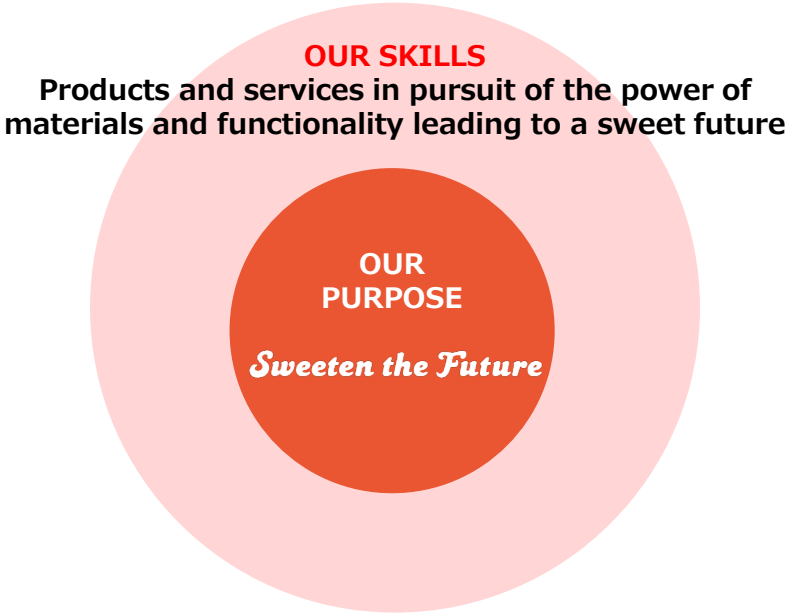 OUR SKILLS
Products and services in pursuit of the power of
materials and functionality leading to a sweet future
OUR
PURPOSE
Sweeten the Future